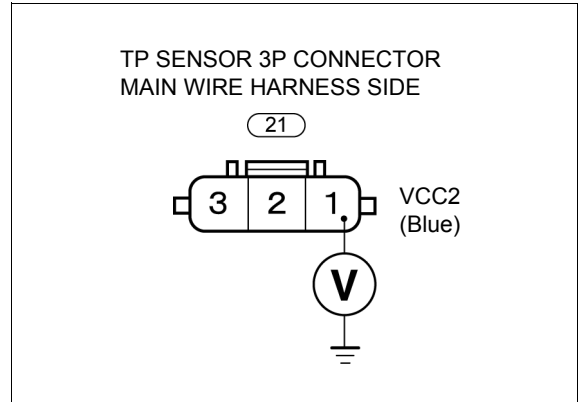 TP SENSOR 3P CONNECTOR
MAIN WIRE HARNESS SIDE
21
3 2 1
VCC2
(Blue)
V